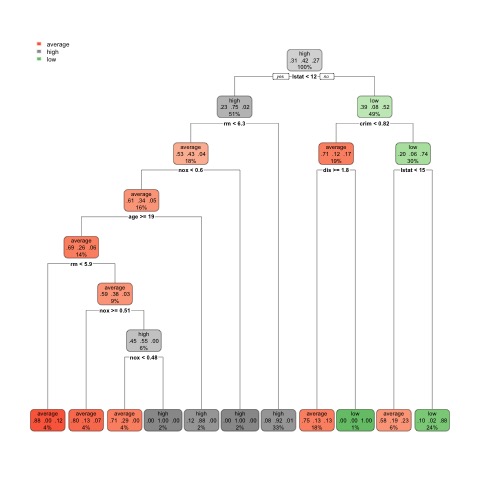 average
high
low
high
.31 .42 .27
100%
yes lstat < 12 no
high
.23 .75 .02
51%
low
.39 .08 .52
49%
rm < 6.3
crim < 0.82
average
.53 .43 .04
18%
average
.71 .12 .17
low
.20 .06 .74
30%
nox < 0.6
dis >= 1.8
lstat < 15
average
.61 .34 .05
16%
age >= 19
average
.69 .26 .06
14%
rm < 5.9
average
.59 .38 .03
9%
nox >= 0.51
high
.45 .55 .00
6%
nox < 0.48
average average average high high high high average low average low
.88 .00 .12 .80 .13 .07 .71 .29 .00 .00 1.00 .00 .12 .88 .00 .00 1.00 .00 .08 .92 .01 .75 .13 .13 .00 .00 1.00 .58 .19 .23 .10 .02 .88
4% 4% 4% 2% 2% 2% 33% 18% 1% 6% 24%